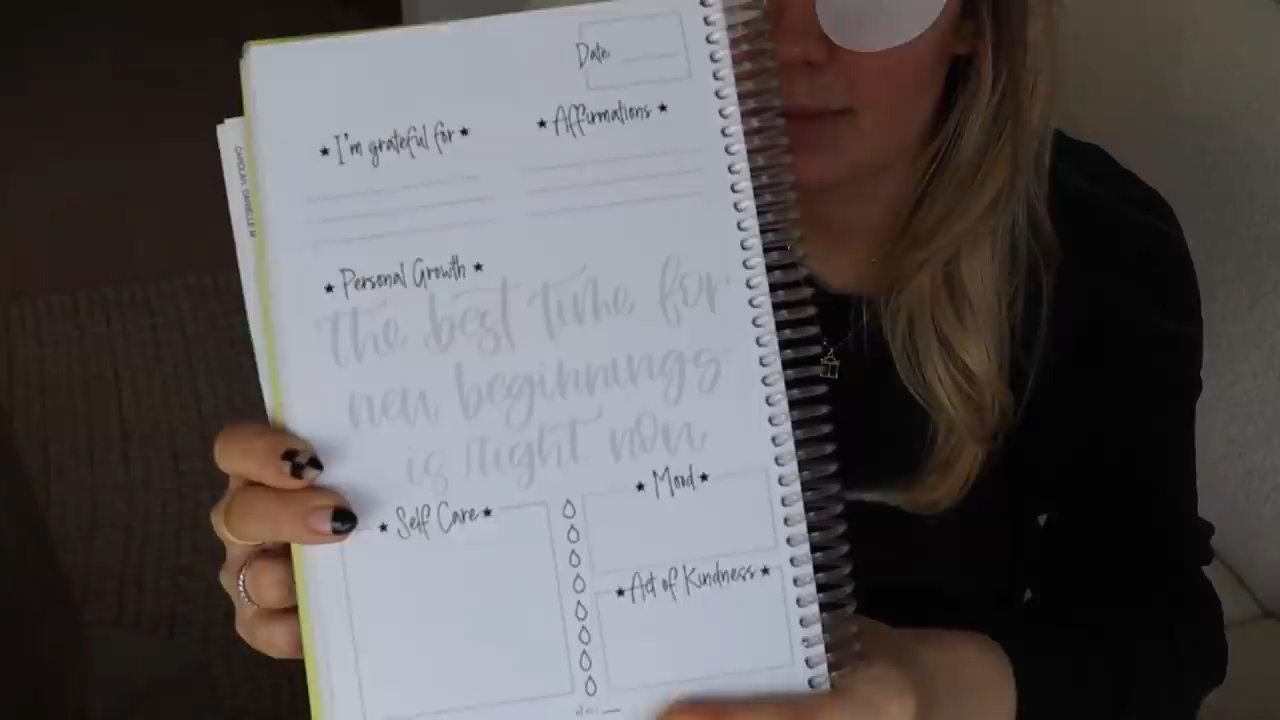 Date
★ I'm grateful for ★
★ Affirmations ★
★ Personal Growth ★
The best time for
new beginnings
is right now
★ Self Care ★
★ Mood ★
★ Act of Kindness ★